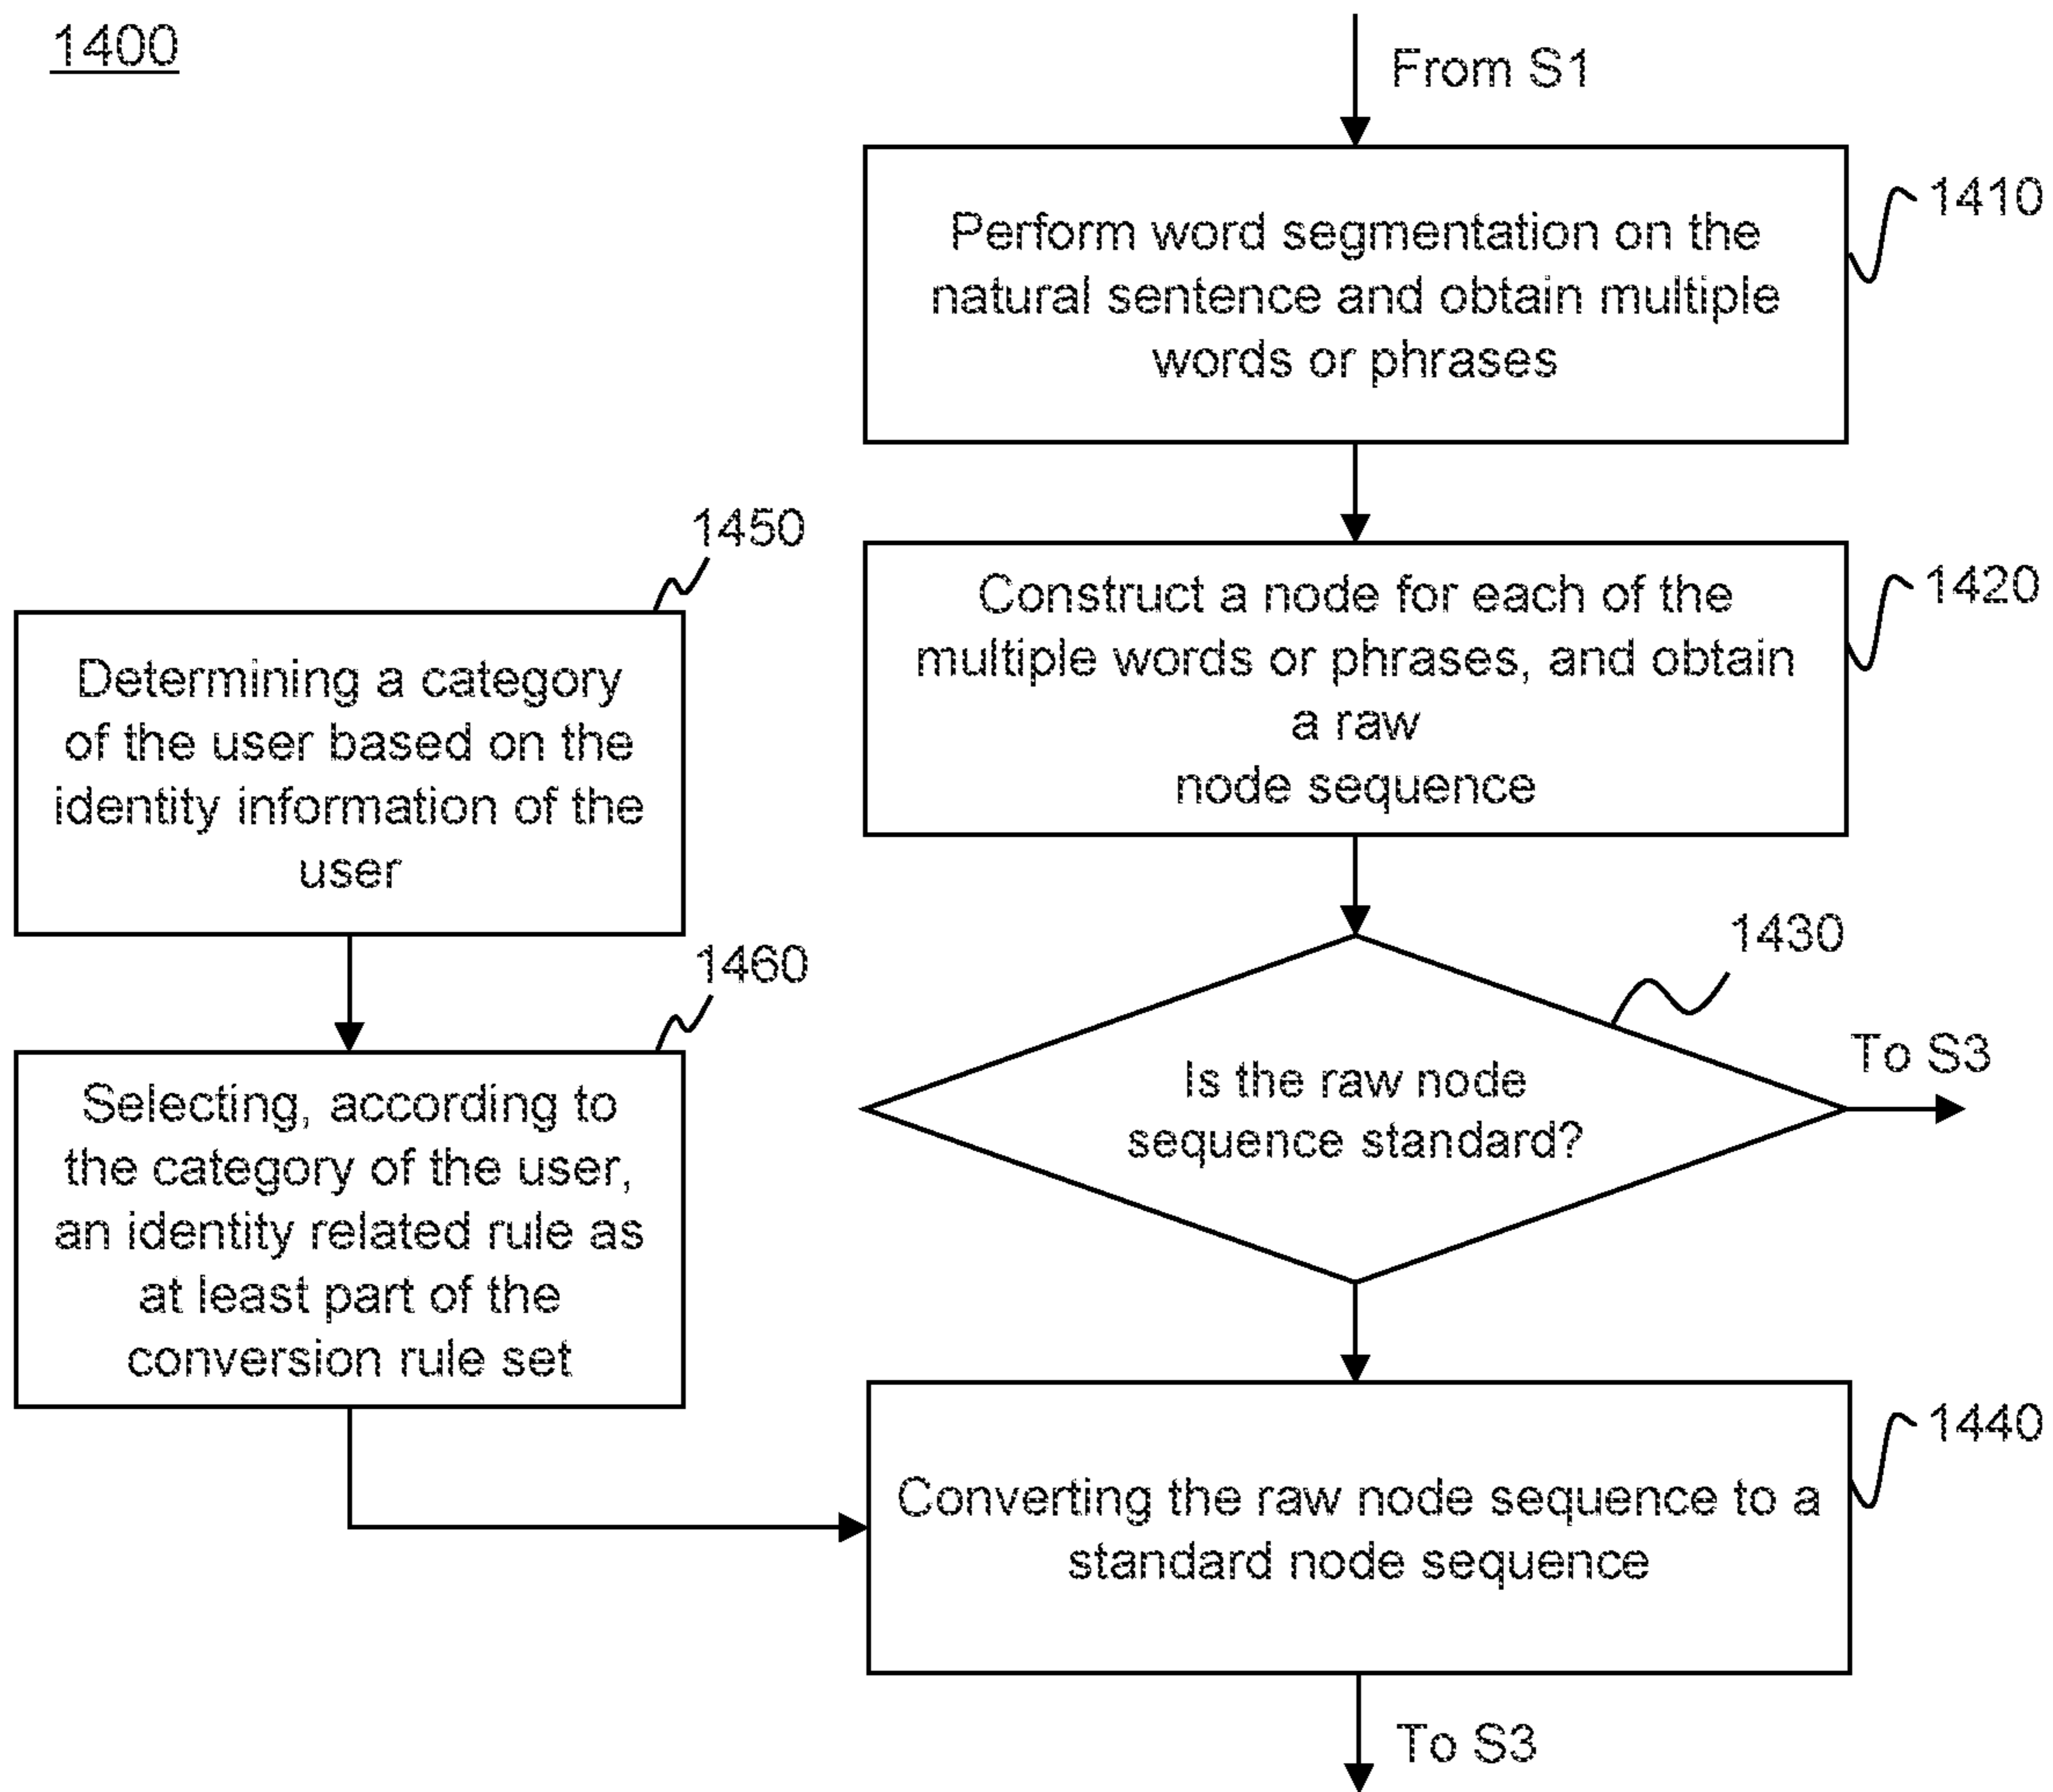 1400
From S1
1410
Perform word segmentation on the
natural sentence and obtain multiple
words or phrases
1420
Construct a node for each of the
multiple words or phrases, and obtain
a raw
node sequence
1450
Determining a category
of the user based on the
identity information of the
user
1430
Is the raw node
sequence standard?
To S3
1460
Selecting, according to
the category of the user,
an identity related rule as
at least part of the
conversion rule set
1440
Converting the raw node sequence to a
standard node sequence
To S3